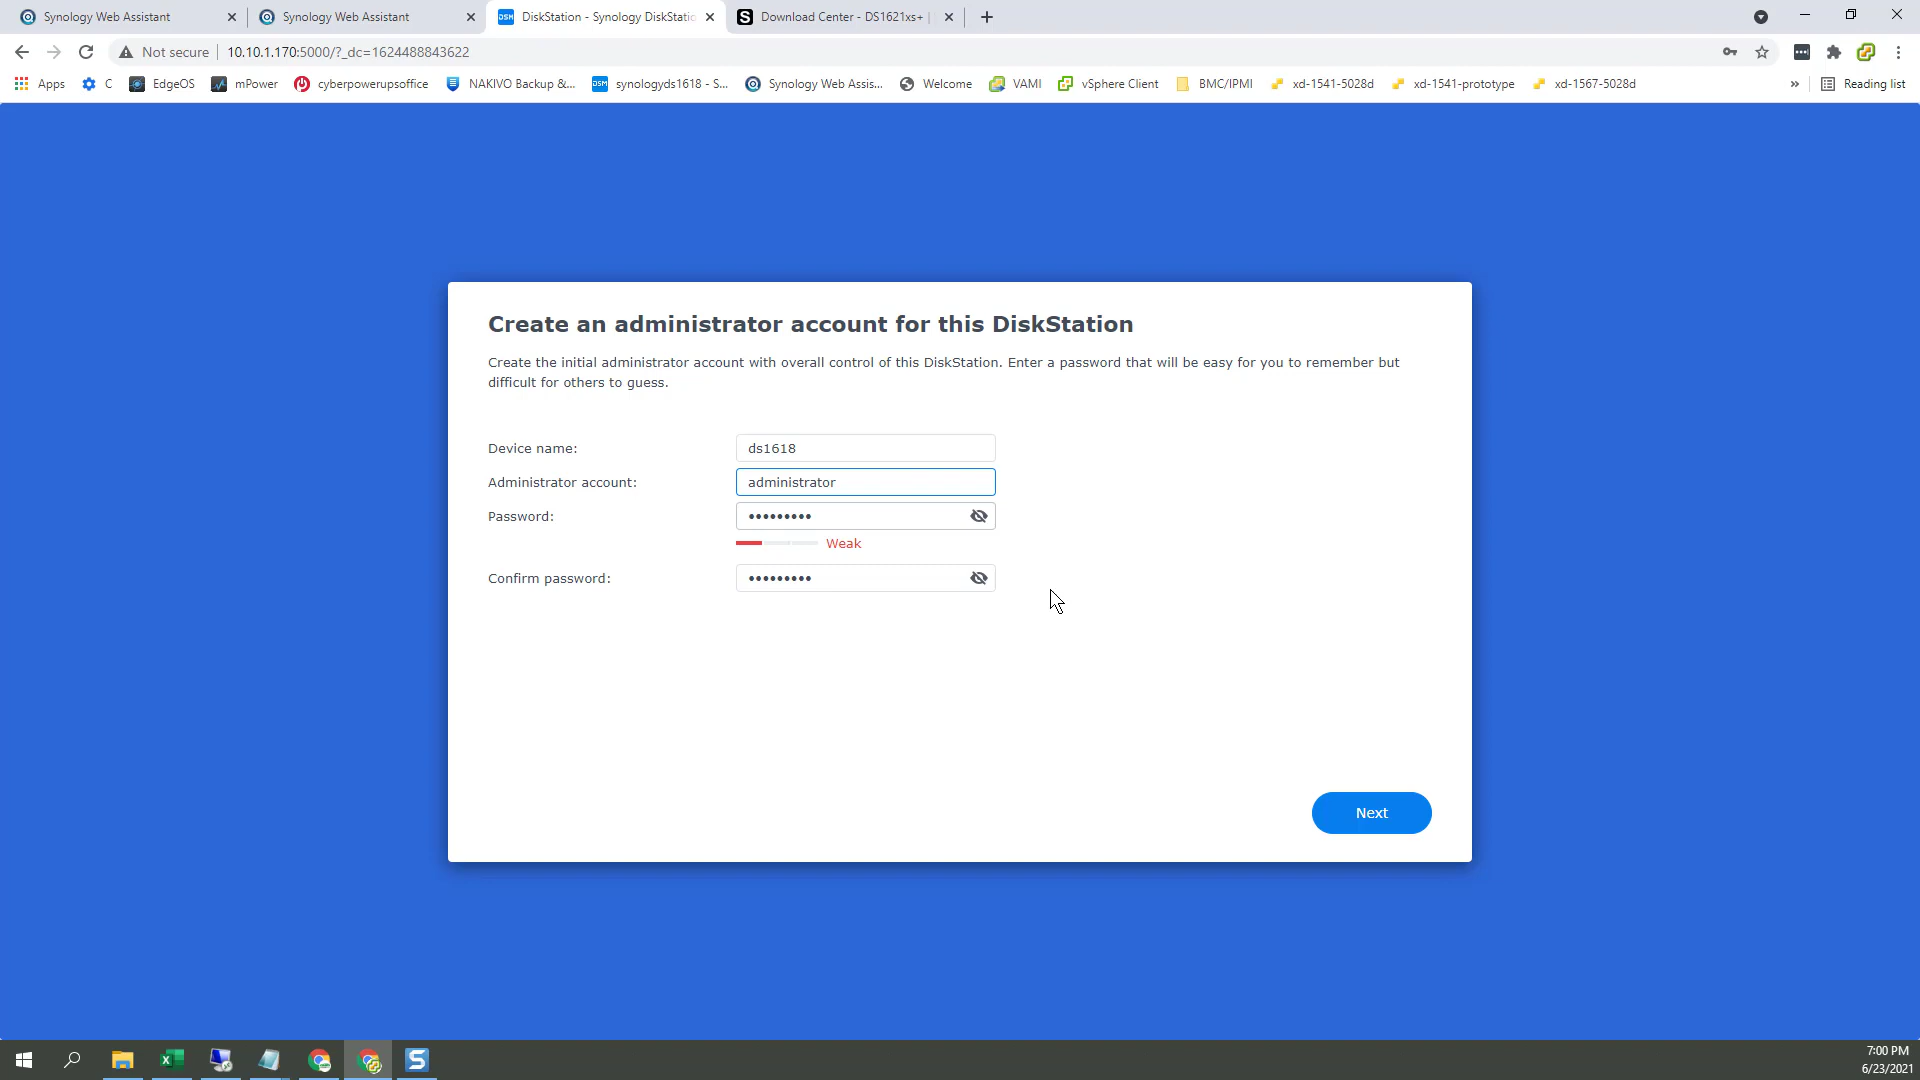 Synology Web Assistant
Synology Web Assistant
DSM DiskStation - Synology DiskStatio
S Download Center - DS1621xs+ |
Not secure 10.10.1.170:5000/?_dc=1624488843622
Apps C EdgeOS mPower cyberpowerupsoffice NAKIVO Backup &... DSM synologyds1618 - S... Synology Web Assis... Welcome VAMI vSphere Client BMC/IPMI xd-1541-5028d xd-1541-prototype xd-1567-5028d » Reading list
Create an administrator account for this DiskStation
Create the initial administrator account with overall control of this DiskStation. Enter a password that will be easy for you to remember but
difficult for others to guess.
Device name: ds1618
Administrator account: administrator
Password: •••••••••
Weak
Confirm password: •••••••••
Next
7:00 PM
6/23/2021